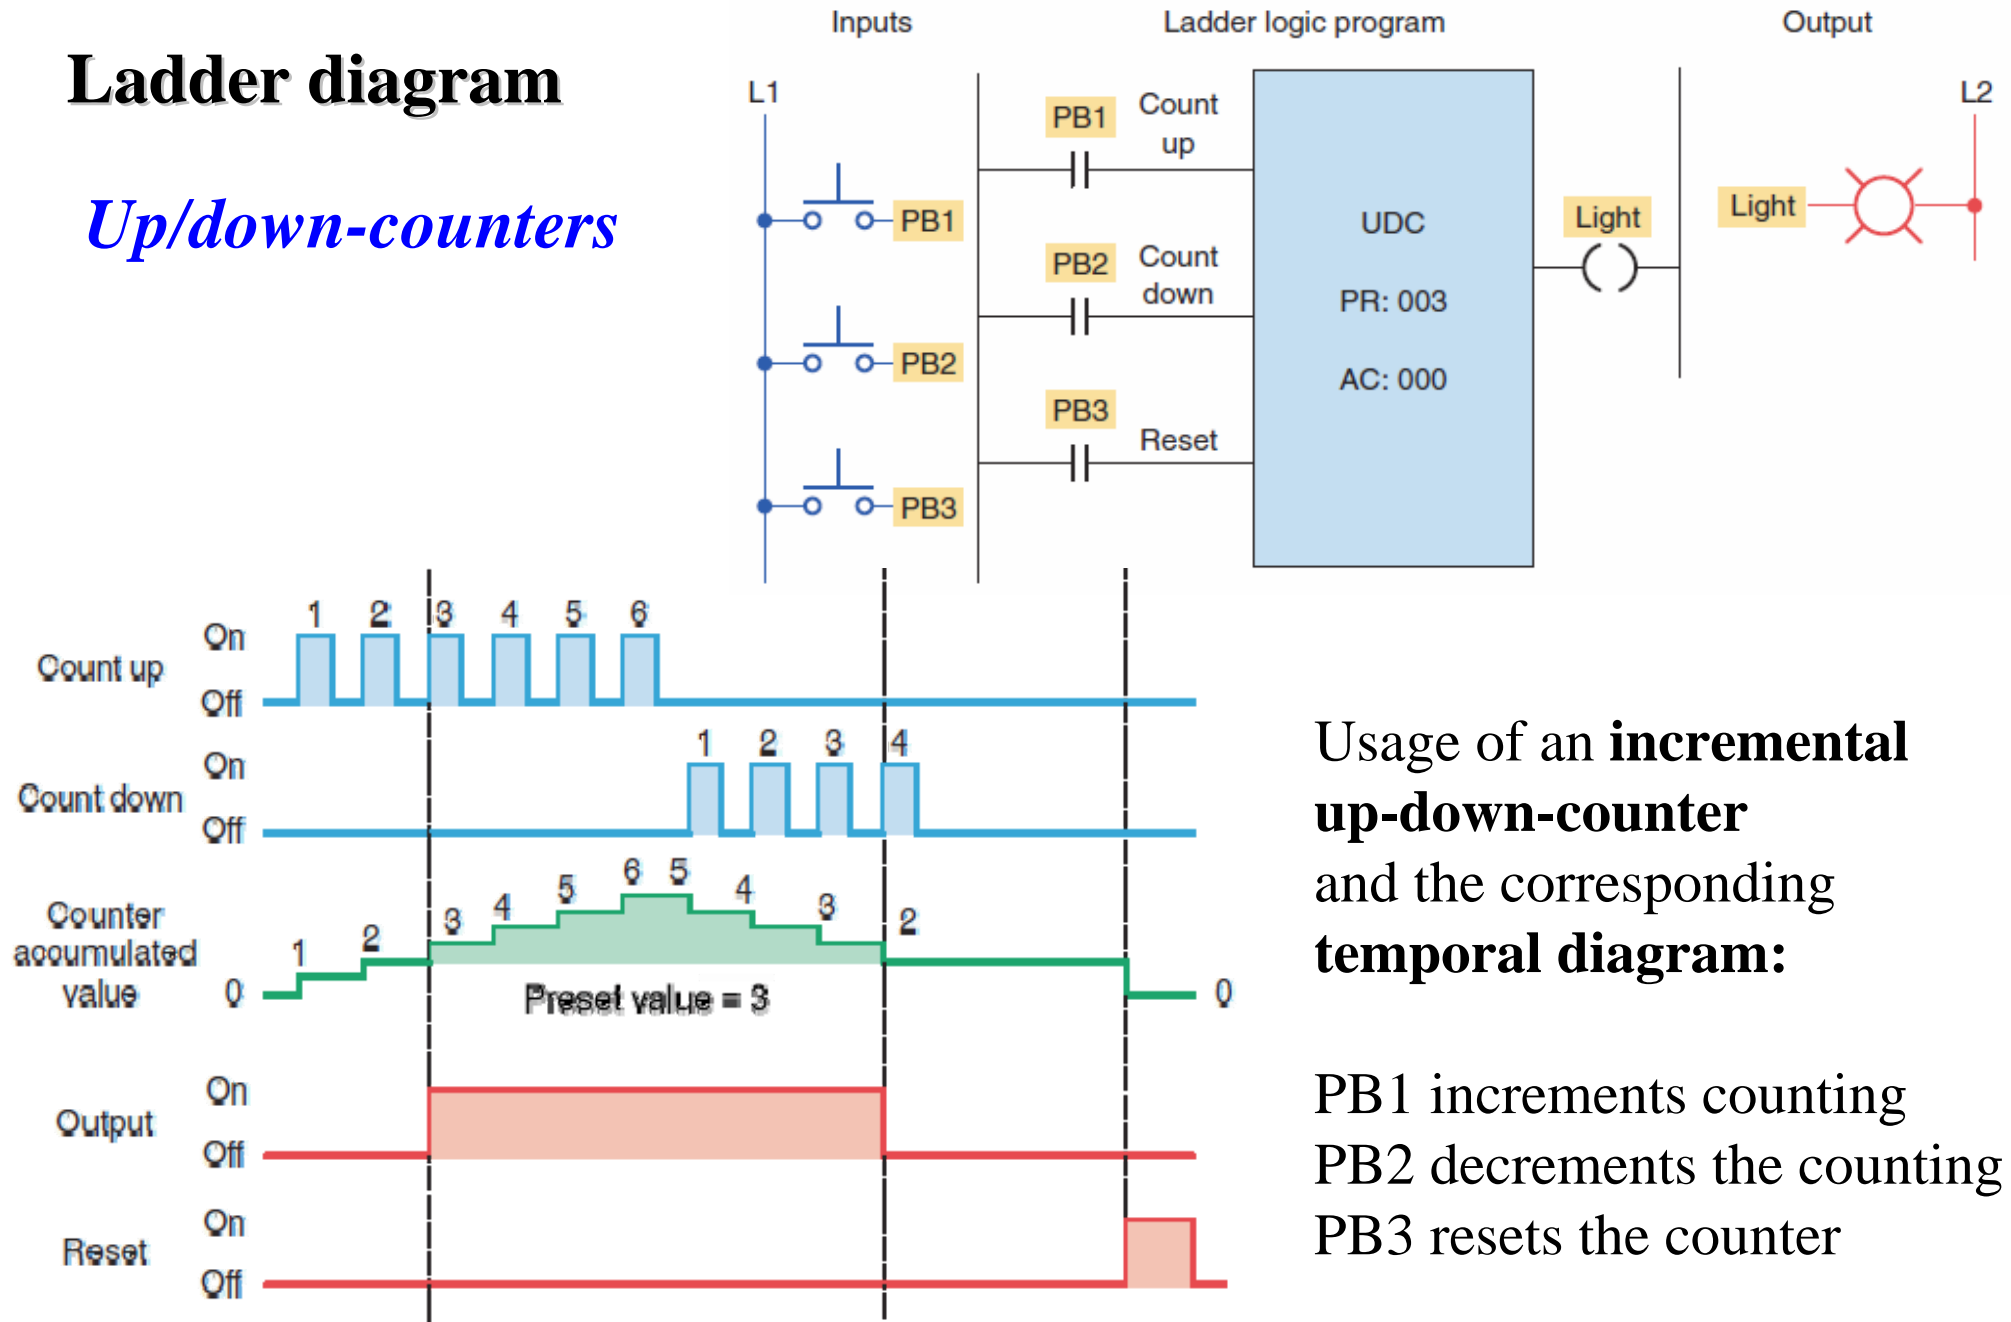 Ladder diagram
Up/down-counters
Inputs
Ladder logic program
Output
L1
PB1
PB2
PB3
PB1
Count
up
PB2
Count
down
PB3
Reset
UDC
PR: 003
AC: 000
Light
Light
L2
Count up
On
Off
1 2 3 4 5 6
Count down
On
Off
1 2 3 4
Counter
accumulated
value
0
1 2 3 4 5 6 5 4 3 2
0
Preset value = 3
Output
On
Off
Reset
On
Off
Usage of an incremental
up-down-counter
and the corresponding
temporal diagram:
PB1 increments counting
PB2 decrements the counting
PB3 resets the counter